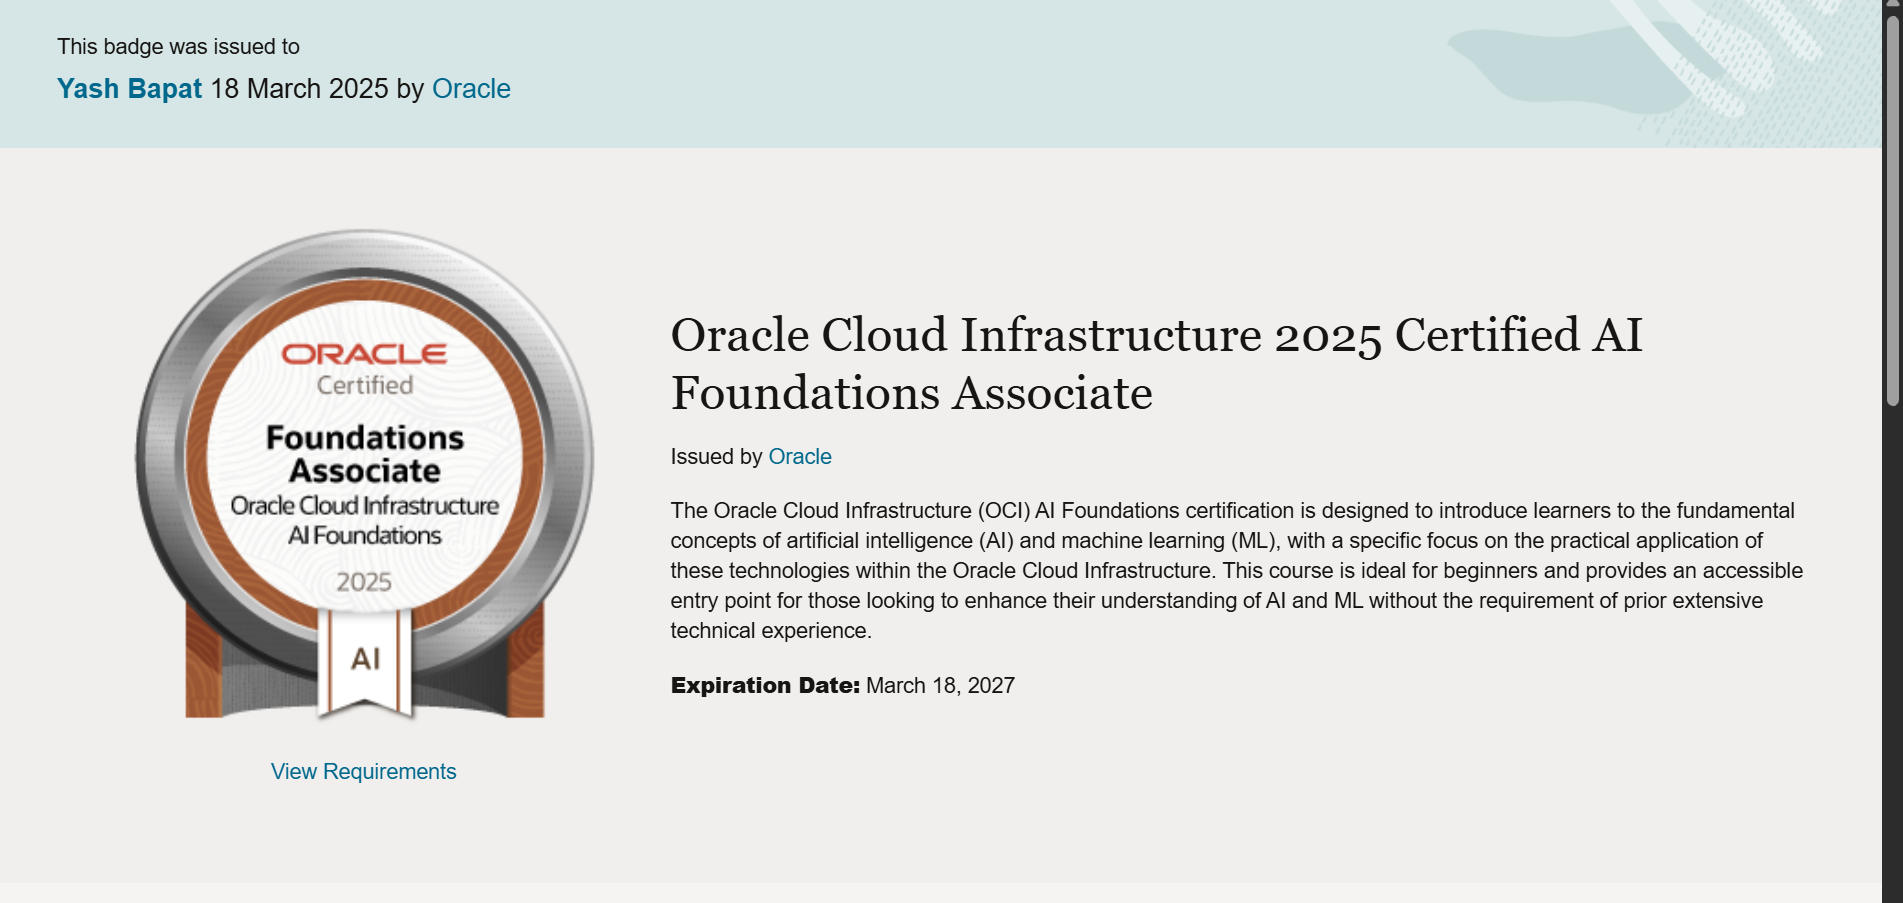 This badge was issued to
Yash Bapat 18 March 2025 by Oracle
ORACLE
Certified
Foundations
Associate
Oracle Cloud Infrastructure
AI Foundations
2025
AI
View Requirements
Oracle Cloud Infrastructure 2025 Certified AI
Foundations Associate
Issued by Oracle
The Oracle Cloud Infrastructure (OCI) AI Foundations certification is designed to introduce learners to the fundamental
concepts of artificial intelligence (AI) and machine learning (ML), with a specific focus on the practical application of
these technologies within the Oracle Cloud Infrastructure. This course is ideal for beginners and provides an accessible
entry point for those looking to enhance their understanding of AI and ML without the requirement of prior extensive
technical experience.
Expiration Date: March 18, 2027